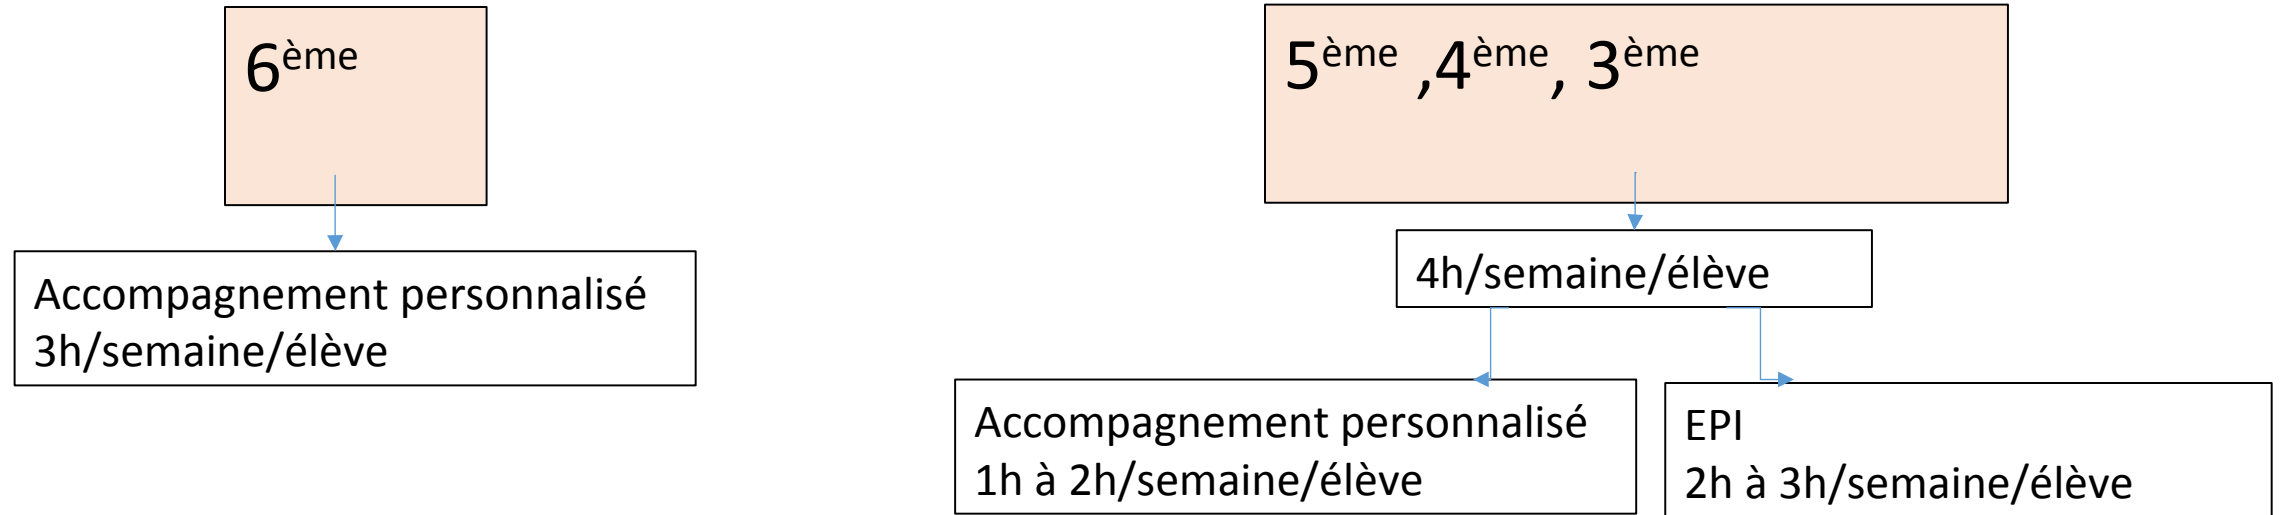 6ème
Accompagnement personnalisé
3h/semaine/élève
5ème ,4ème, 3ème
4h/semaine/élève
Accompagnement personnalisé
1h à 2h/semaine/élève
EPI
2h à 3h/semaine/élève